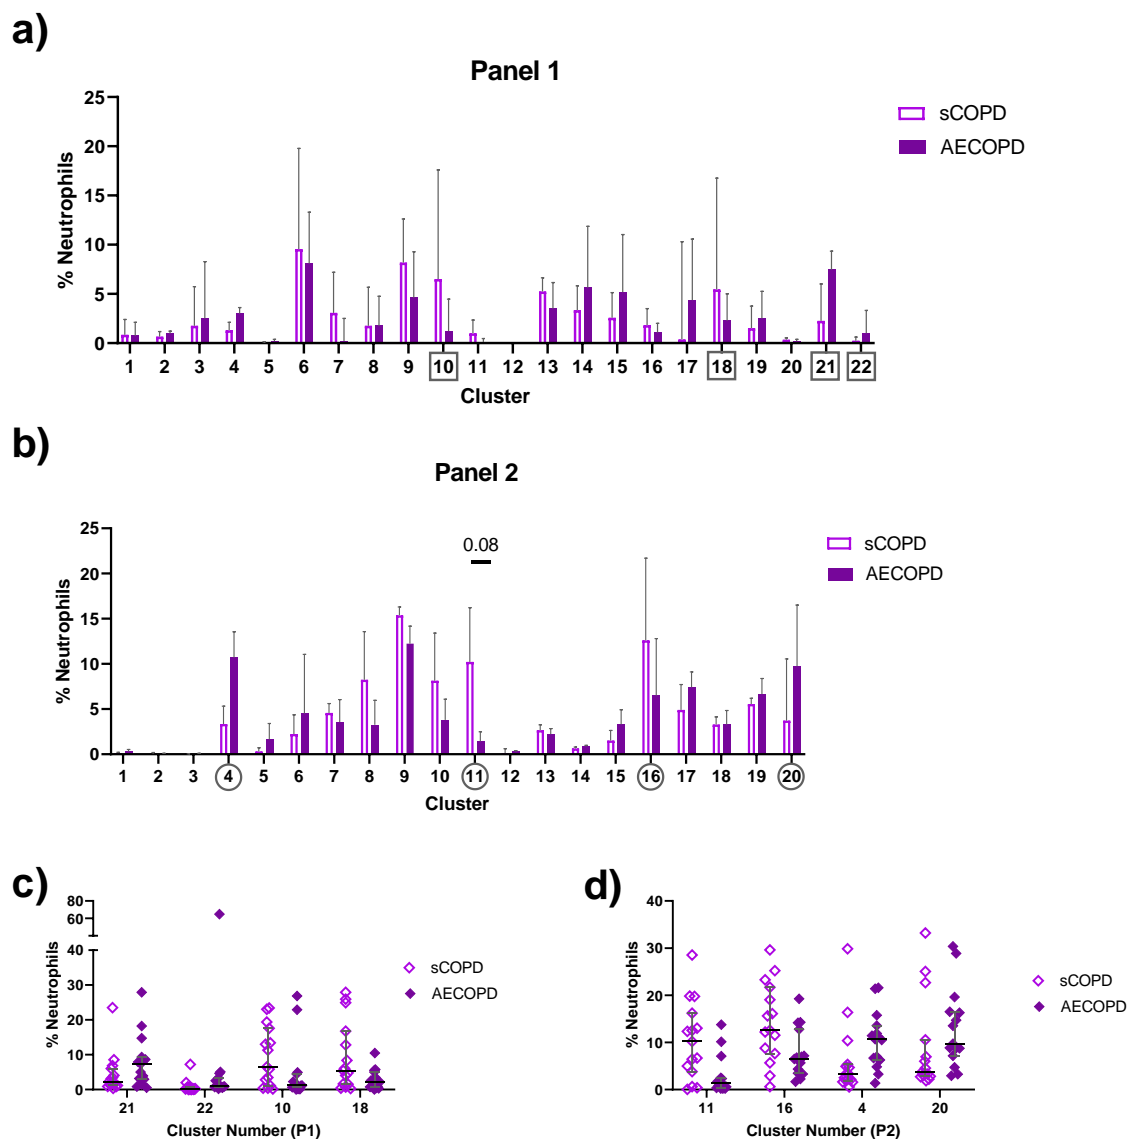 a)
Panel 1
25
20
15
10
5
0
% Neutrophils
sCOPD
AECOPD
1 2 3 4 5 6 7 8 9 10 11 12 13 14 15 16 17 18 19 20 21 22
Cluster
b)
Panel 2
25
20
15
10
5
0
% Neutrophils
0.08
sCOPD
AECOPD
1 2 3 4 5 6 7 8 9 10 11 12 13 14 15 16 17 18 19 20
Cluster
c)
80
60
40
30
20
10
0
% Neutrophils
sCOPD
AECOPD
21 22 10 18
Cluster Number (P1)
d)
40
30
20
10
0
% Neutrophils
sCOPD
AECOPD
11 16 4 20
Cluster Number (P2)